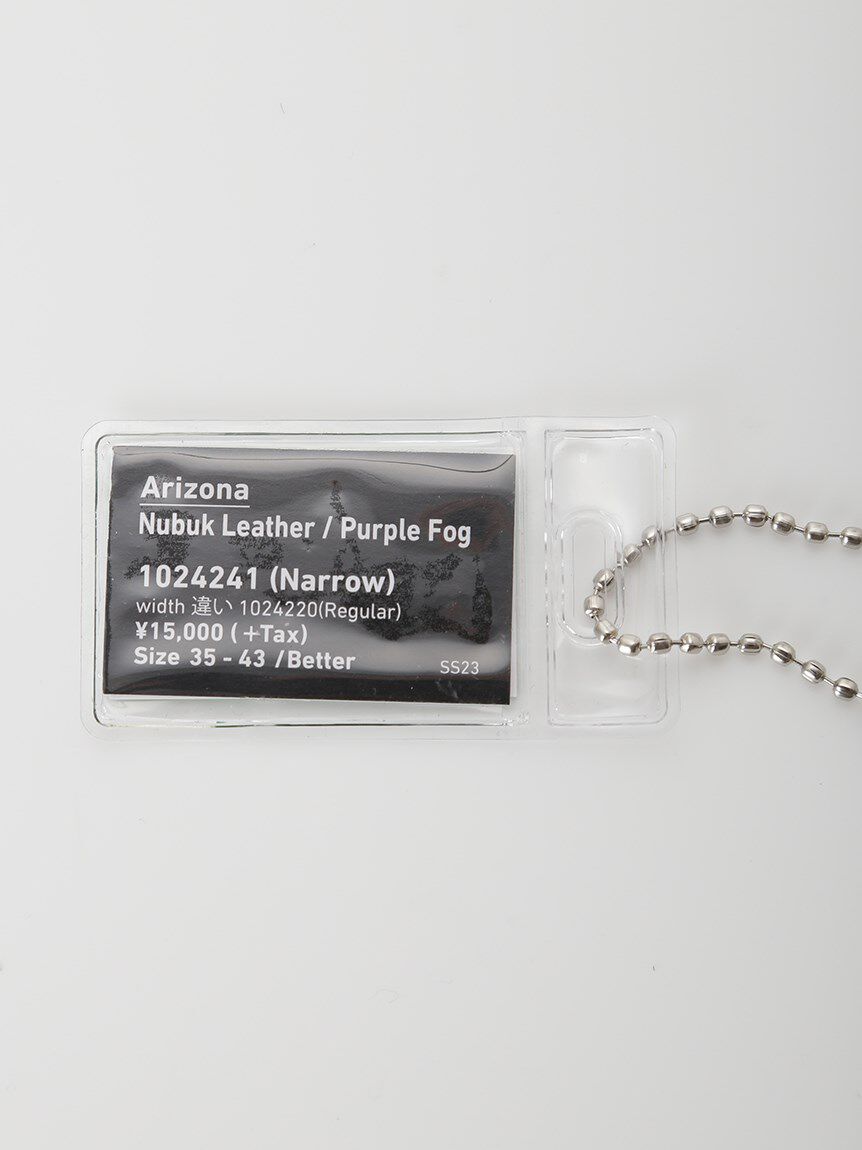 Arizona
Nubuk Leather / Purple Fog
1024241 (Narrow)
width 違い 1024220(Regular)
¥15,000 ( +Tax)
Size 35 - 43 /Better
SS23